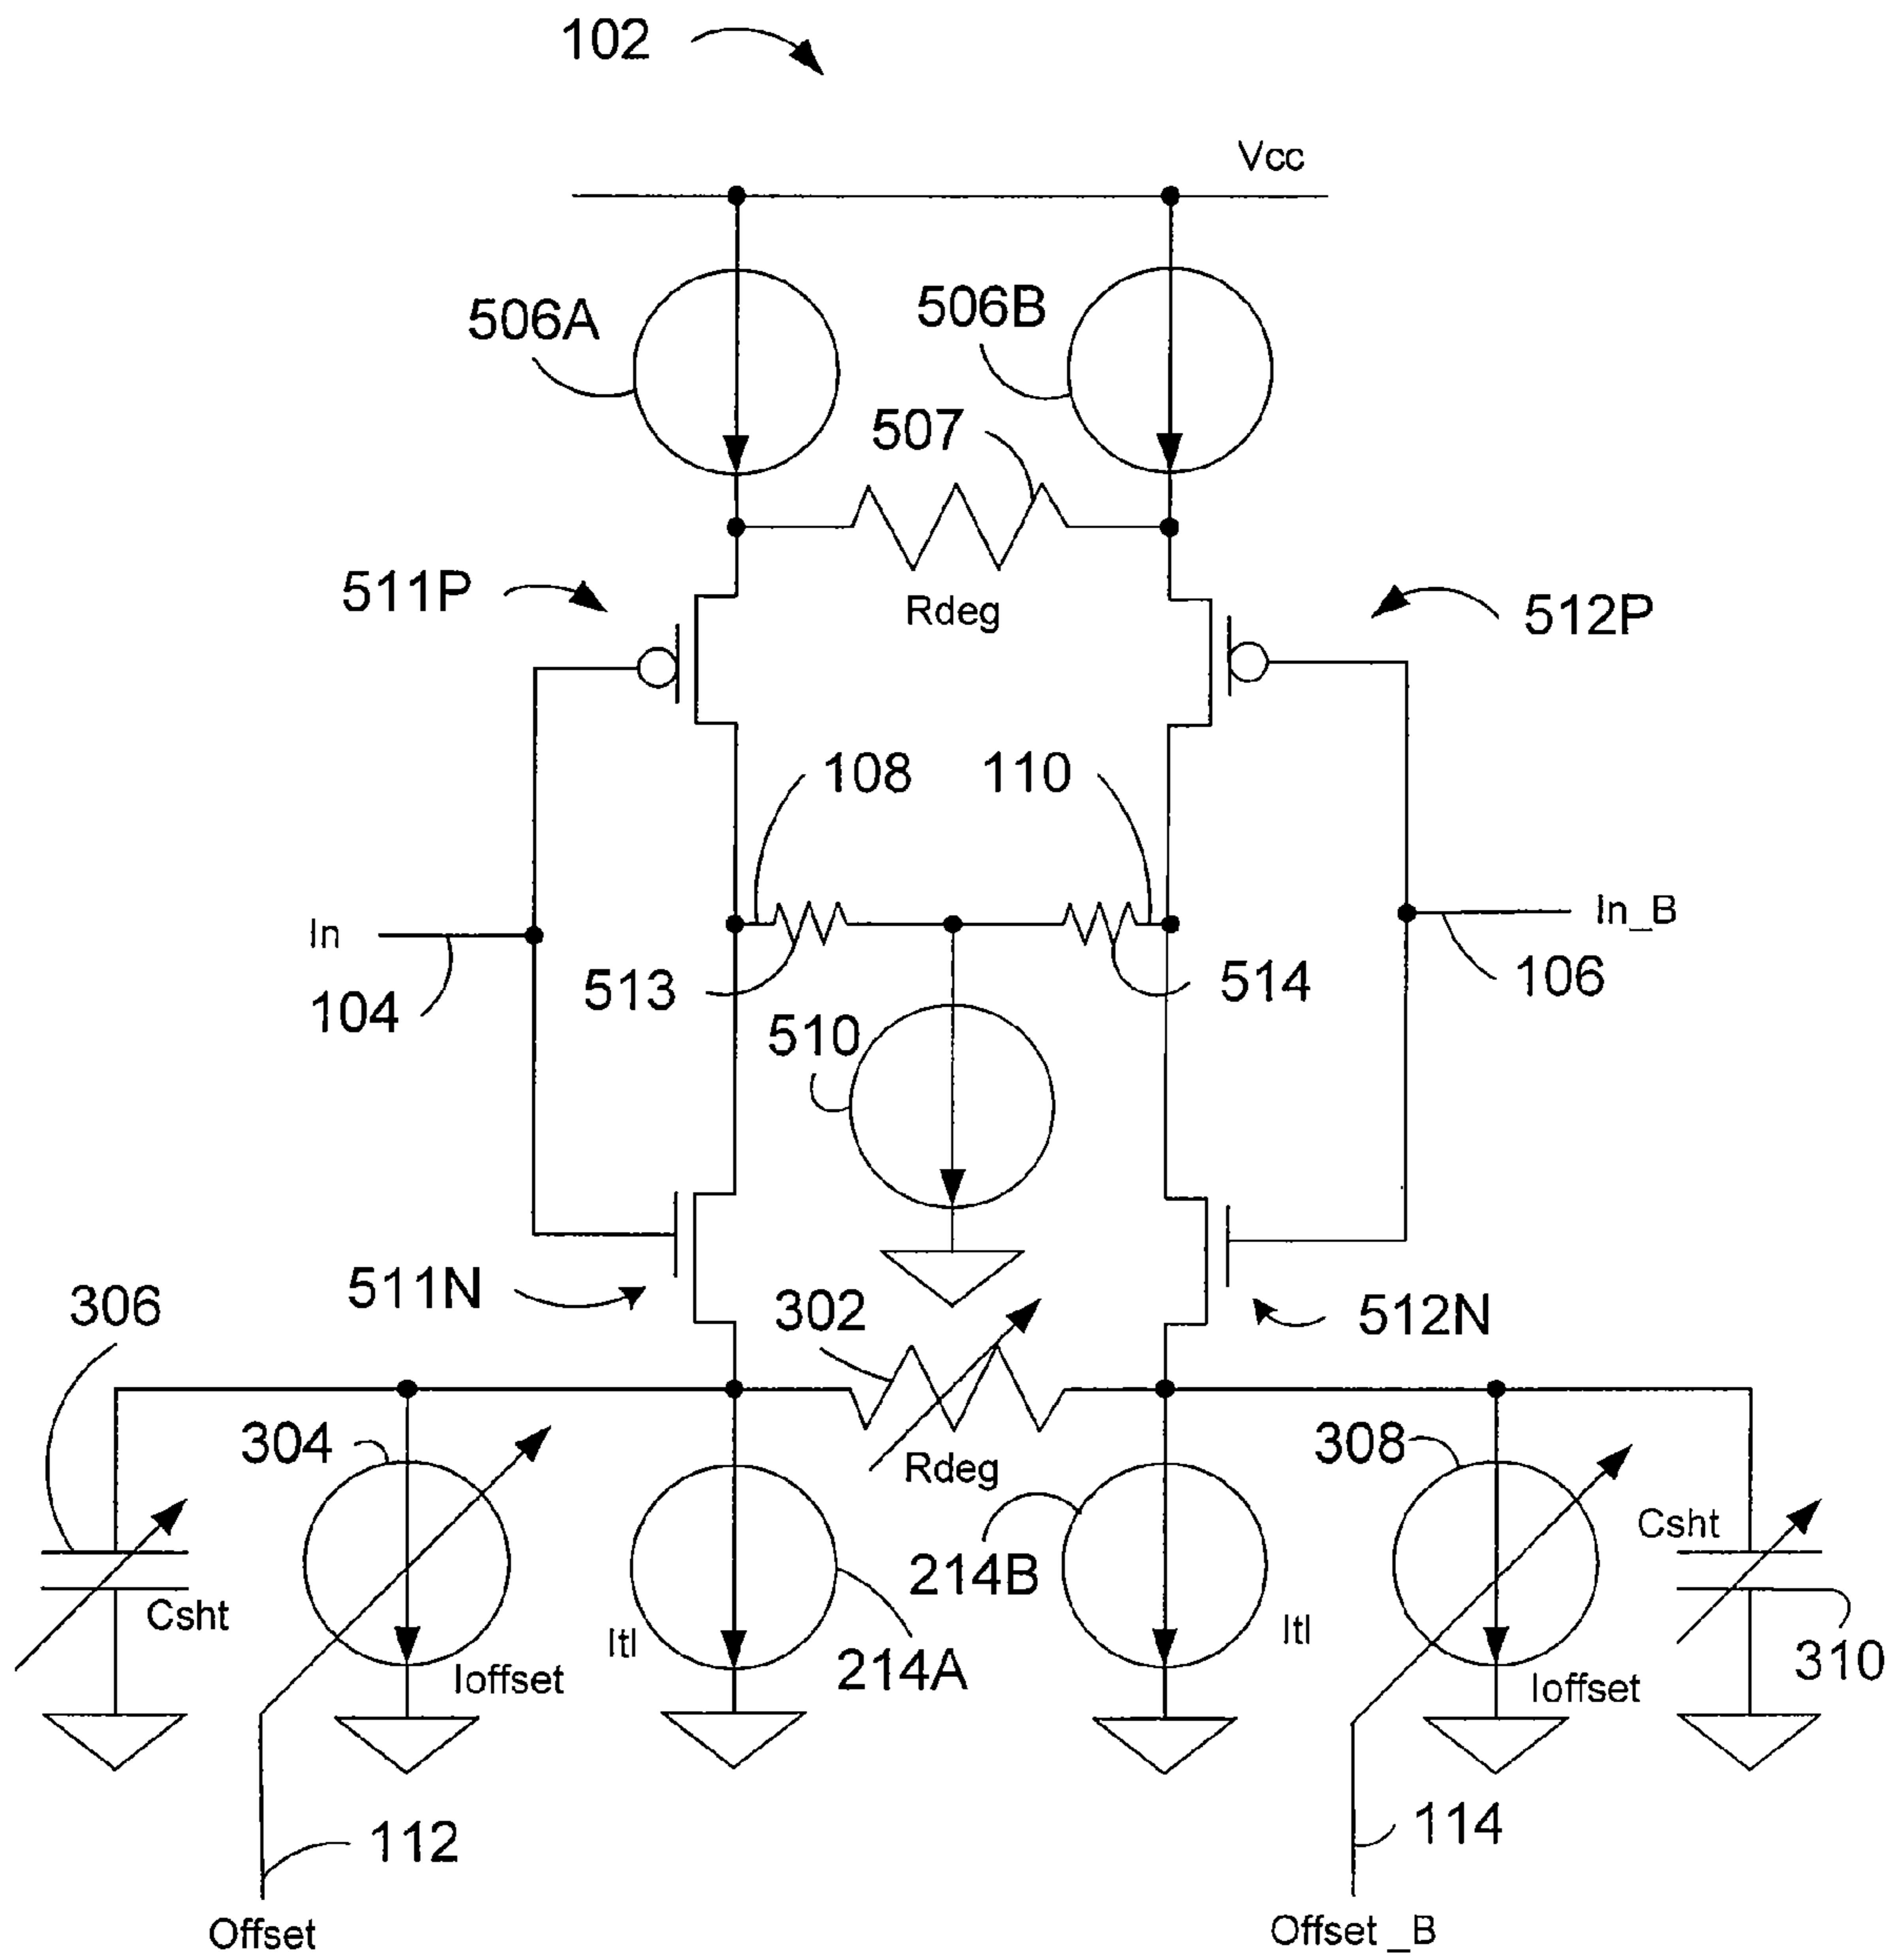 102
Vcc
506A
506B
507
511P
Rdeg
512P
108
110
In
In_B
513
514
104
106
510
511N
302
512N
306
304
Rdeg
308
Csht
214B
Csht
Itl
Itl
310
Ioffset
214A
Ioffset
112
114
Offset
Offset _B